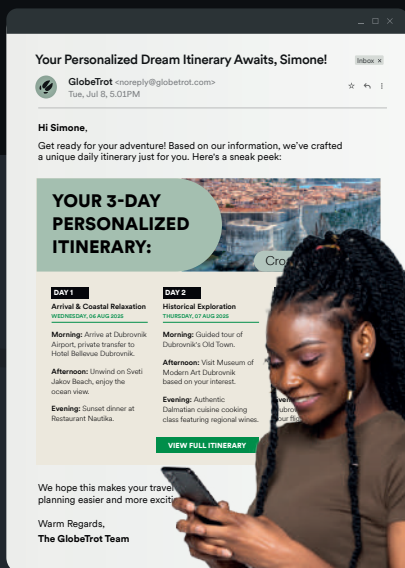 Your Personalized Dream Itinerary Awaits, Simone!
Inbox ×
GlobeTrot <noreply@globetrot.com>
Tue, Jul 8, 5.01PM
Hi Simone,
Get ready for your adventure! Based on our information, we've crafted
a unique daily itinerary just for you. Here's a sneak peek:
YOUR 3-DAY
PERSONALIZED
ITINERARY:
DAY 1
Arrival & Coastal Relaxation
WEDNESDAY, 06 AUG 2025
Morning: Arrive at Dubrovnik
Airport, private transfer to
Hotel Bellevue Dubrovnik.
Afternoon: Unwind on Sveti
Jakov Beach, enjoy the
ocean view.
Evening: Sunset dinner at
Restaurant Nautika.
DAY 2
Historical Exploration
THURSDAY, 07 AUG 2025
Morning: Guided tour of
Dubrovnik's Old Town.
Afternoon: Visit Museum of
Modern Art Dubrovnik
based on your interest.
Evening: Authentic
Dalmatian cuisine cooking
class featuring regional wines.
VIEW FULL ITINERARY
We hope this makes your travel
planning easier and more
Warm Regards,
The GlobeTrot Team